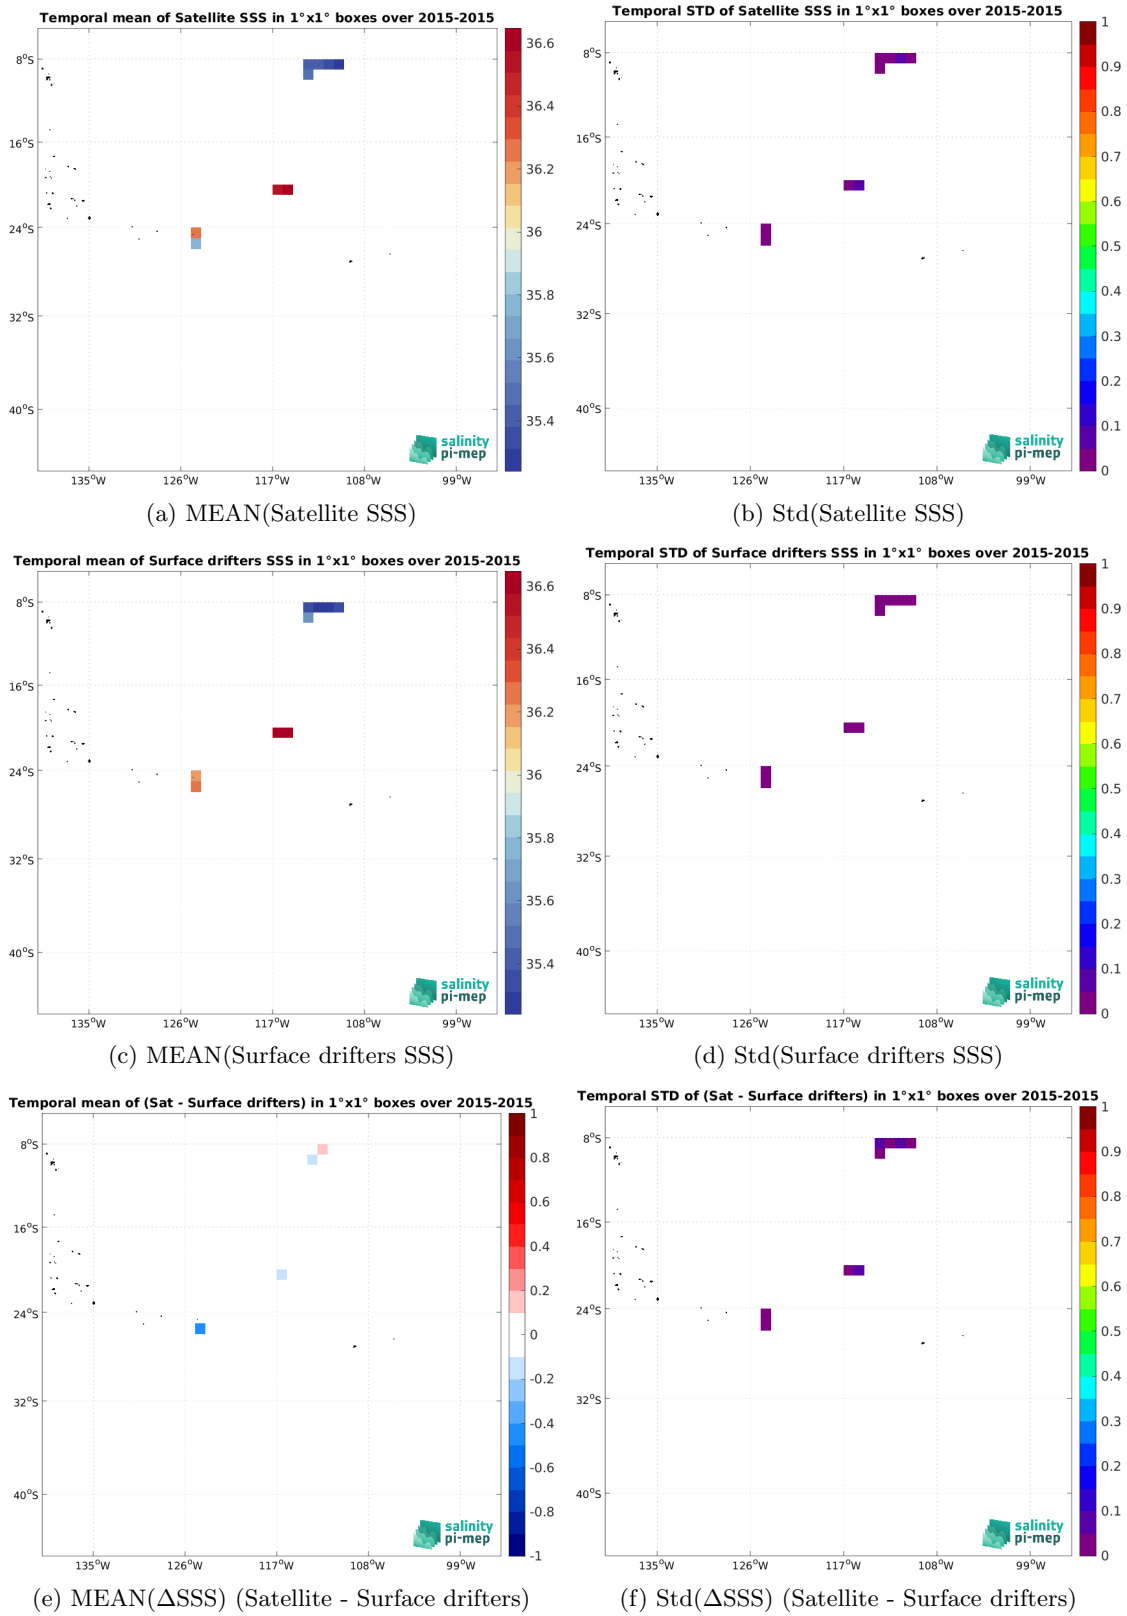 Temporal mean of Satellite SSS in 1°x1° boxes over 2015-2015
8°S
16°S
24°S
32°S
40°S
135°W 126°W 117°W 108°W 99°W
36.6
36.4
36.2
36
35.8
35.6
35.4
salinity
pi-mep
(a) MEAN(Satellite SSS)
Temporal STD of Satellite SSS in 1°x1° boxes over 2015-2015
8°S
16°S
24°S
32°S
40°S
135°W 126°W 117°W 108°W 99°W
1
0.9
0.8
0.7
0.6
0.5
0.4
0.3
0.2
0.1
0
salinity
pi-mep
(b) Std(Satellite SSS)
Temporal mean of Surface drifters SSS in 1°x1° boxes over 2015-2015
8°S
16°S
24°S
32°S
40°S
135°W 126°W 117°W 108°W 99°W
36.6
36.4
36.2
36
35.8
35.6
35.4
salinity
pi-mep
(c) MEAN(Surface drifters SSS)
Temporal STD of Surface drifters SSS in 1°x1° boxes over 2015-2015
8°S
16°S
24°S
32°S
40°S
135°W 126°W 117°W 108°W 99°W
1
0.9
0.8
0.7
0.6
0.5
0.4
0.3
0.2
0.1
0
salinity
pi-mep
(d) Std(Surface drifters SSS)
Temporal mean of (Sat - Surface drifters) in 1°x1° boxes over 2015-2015
8°S
16°S
24°S
32°S
40°S
135°W 126°W 117°W 108°W 99°W
1
0.8
0.6
0.4
0.2
0
-0.2
-0.4
-0.6
-0.8
-1
salinity
pi-mep
(e) MEAN(ΔSSS) (Satellite - Surface drifters)
Temporal STD of (Sat - Surface drifters) in 1°x1° boxes over 2015-2015
8°S
16°S
24°S
32°S
40°S
135°W 126°W 117°W 108°W 99°W
1
0.9
0.8
0.7
0.6
0.5
0.4
0.3
0.2
0.1
0
salinity
pi-mep
(f) Std(ΔSSS) (Satellite - Surface drifters)